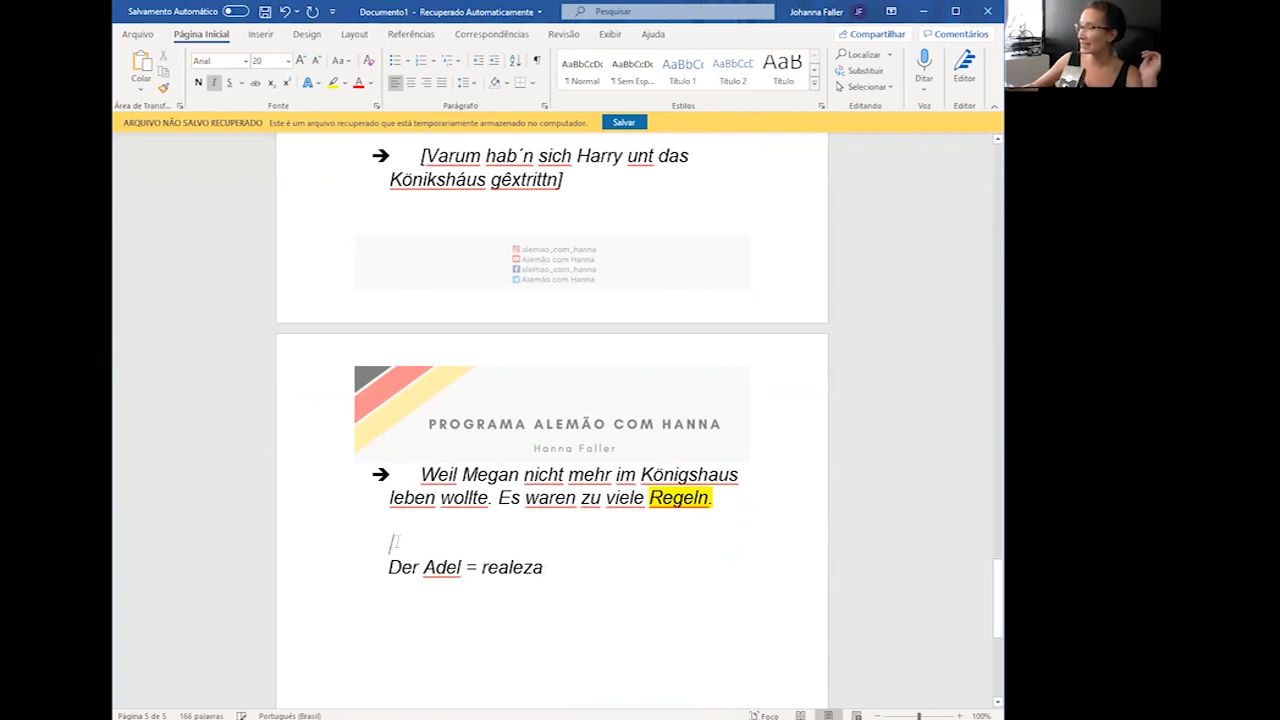 Salvamento Automático
Documento1 - Recuperado Automaticamente
Pesquisar
Johanna Faller JF
Arquivo Página Inicial Inserir Design Layout Referências Correspondências Revisão Exibir Ajuda Compartilhar Comentários
Colar
Arial 20
Aa
N I S
AaBbCcDc AaBbCcDc AaBbCc AaBbCcD AaB
¶ Normal ¶ Sem Esp... Título 1 Título 2 Título
Localizar
Substituir
Selecionar
Ditar
Editor
Área de Transf... Fonte Parágrafo Estilos Editando Voz Editor
ARQUIVO NÃO SALVO RECUPERADO Este é um arquivo recuperado que está temporariamente armazenado no computador. Salvar
➔ [Varum hab´n sich Harry unt das
Köniksháus gêxtrittn]
alemao_com_hanna
Alemão com Hanna
alemao_com_hanna
Alemão com Hanna
PROGRAMA ALEMÃO COM HANNA
Hanna Faller
➔ Weil Megan nicht mehr im Königshaus
leben wollte. Es waren zu viele Regeln.
Der Adel = realeza
Página 5 de 5 166 palavras Português (Brasil) Foco 100%